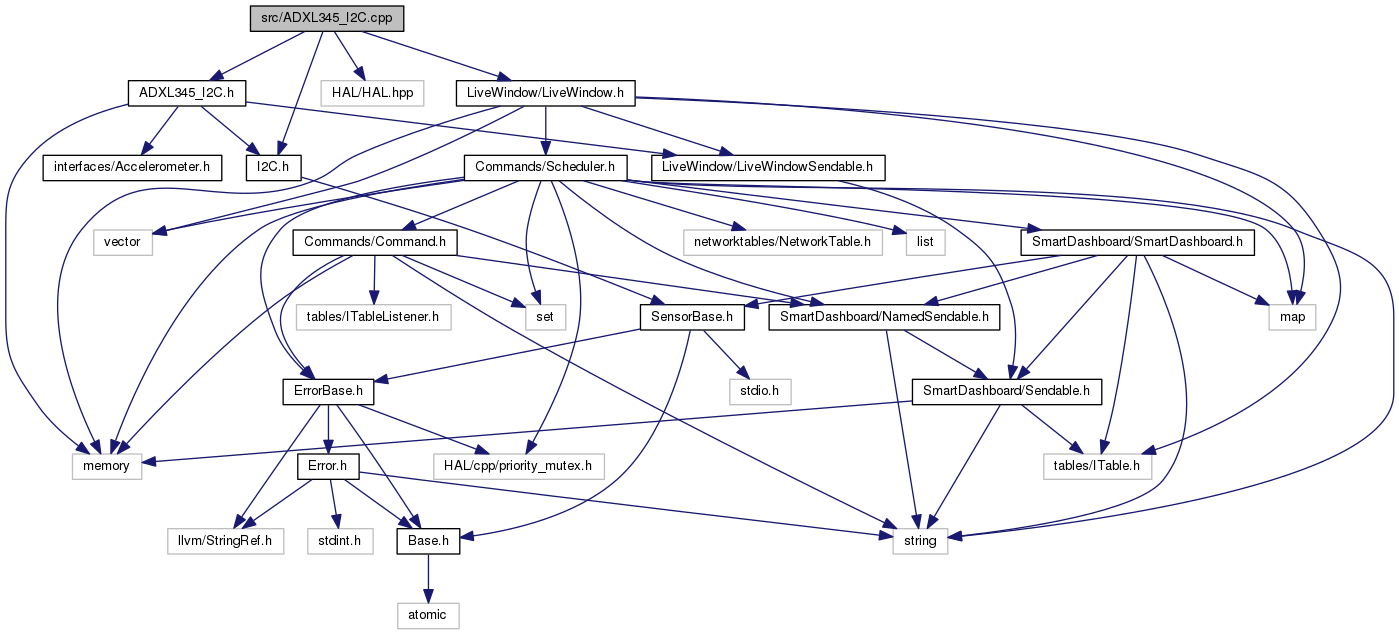 src/ADXL345_I2C.cpp
ADXL345_I2C.h
HAL/HAL.hpp
LiveWindow/LiveWindow.h
interfaces/Accelerometer.h
I2C.h
Commands/Scheduler.h
LiveWindow/LiveWindowSendable.h
vector
Commands/Command.h
networktables/NetworkTable.h
list
SmartDashboard/SmartDashboard.h
tables/ITableListener.h
set
SensorBase.h
SmartDashboard/NamedSendable.h
map
ErrorBase.h
stdio.h
SmartDashboard/Sendable.h
memory
Error.h
HAL/cpp/priority_mutex.h
tables/ITable.h
llvm/StringRef.h
stdint.h
Base.h
string
atomic